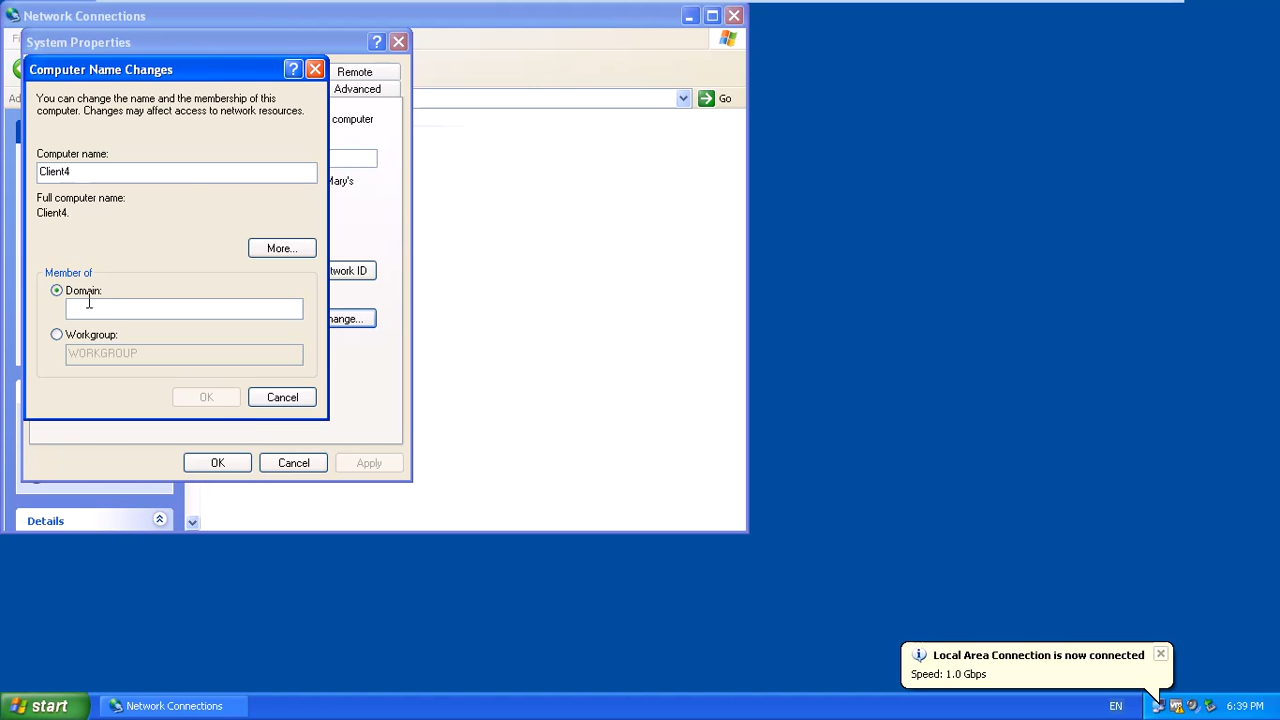 Network Connections
System Properties
Computer Name Changes
Remote
You can change the name and the membership of this
computer. Changes may affect access to network resources.
Advanced
Go
computer
Computer name:
Client4
Mary's
Full computer name:
Client4.
More...
Member of
Domain:
Workgroup:
WORKGROUP
OK
Cancel
OK
Cancel
Apply
Details
Local Area Connection is now connected
Speed: 1.0 Gbps
start
Network Connections
EN
6:39 PM